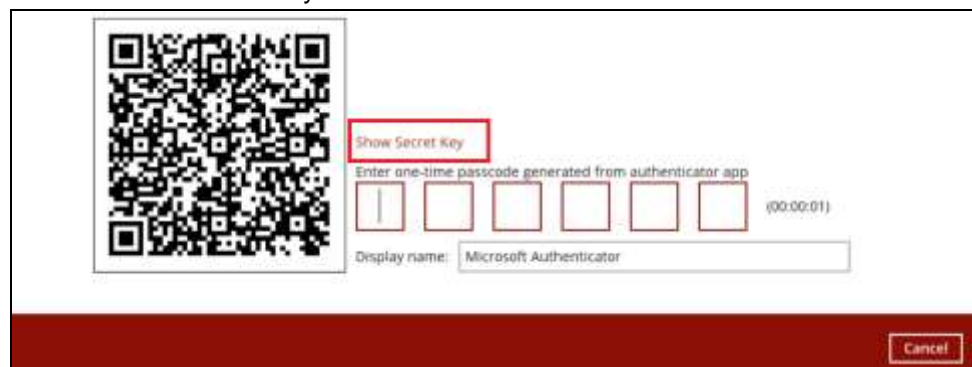 Show Secret Key
Enter one-time passcode generated from authenticator app
(00:00:01)
Display name: Microsoft Authenticator
Cancel